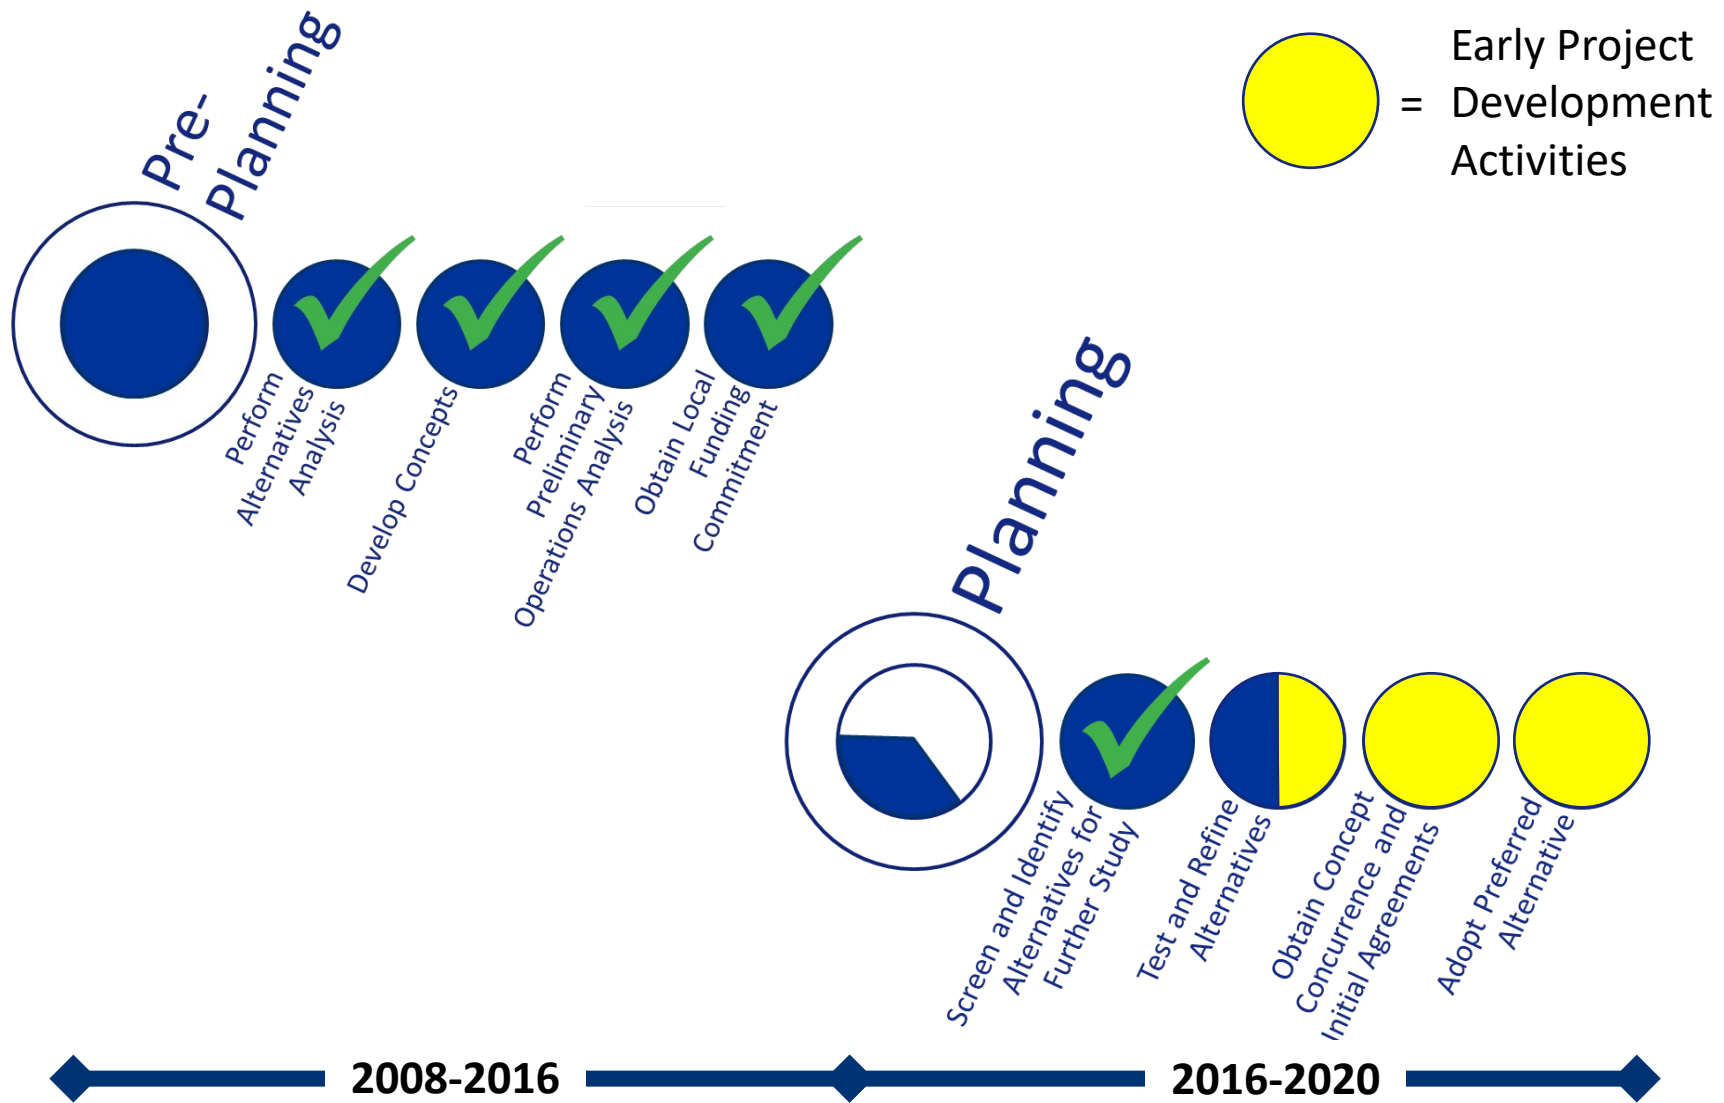 Early Project
= Development
Activities
Pre-
Planning
Perform
Alternatives
Analysis
Develop Concepts
Perform
Preliminary
Operations Analysis
Obtain Local
Funding
Commitment
Planning
Screen and Identify
Alternatives for
Further Study
Test and Refine
Alternatives
Obtain Concept
Concurrence and
Initial Agreements
Adopt Preferred
Alternative
2008-2016
2016-2020